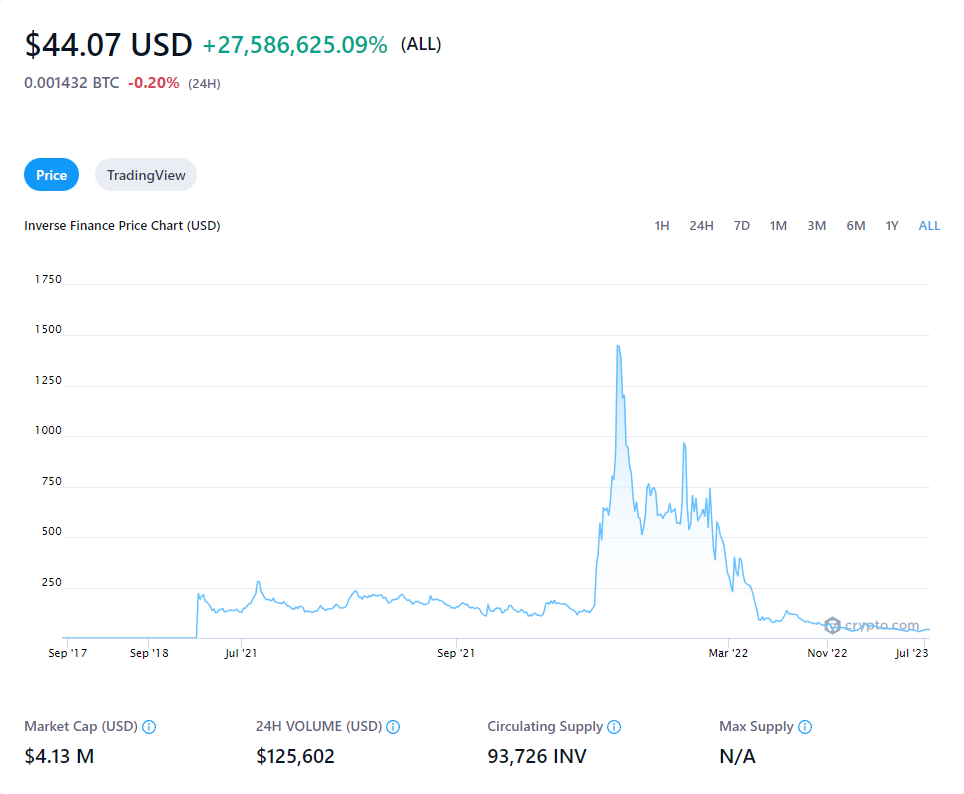 $44.07 USD +27,586,625.09% (ALL)
0.001432 BTC -0.20% (24H)
Price TradingView
Inverse Finance Price Chart (USD) 1H 24H 7D 1M 3M 6M 1Y ALL
1750
1500
1250
1000
750
500
250
crypto.com
Sep '17 Sep '18 Jul '21 Sep '21 Mar '22 Nov '22 Jul '23
Market Cap (USD) 24H VOLUME (USD) Circulating Supply Max Supply
$4.13 M $125,602 93,726 INV N/A